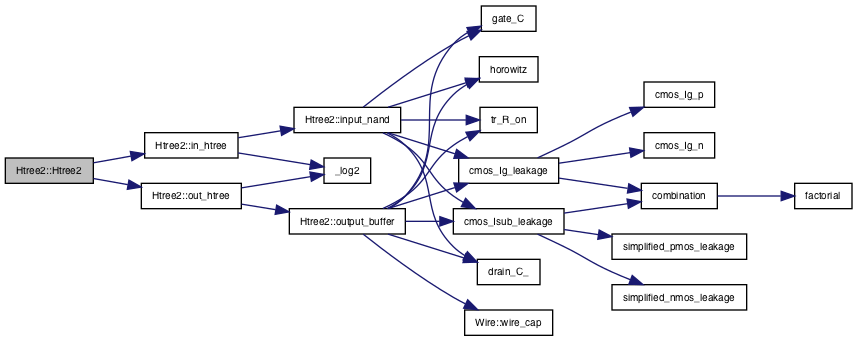 Htree2::Htree2
Htree2::in_htree
Htree2::out_htree
Htree2::input_nand
_log2
Htree2::output_buffer
gate_C
horowitz
tr_R_on
cmos_Ig_leakage
cmos_Isub_leakage
drain_C_
Wire::wire_cap
cmos_Ig_p
cmos_Ig_n
combination
simplified_pmos_leakage
simplified_nmos_leakage
factorial